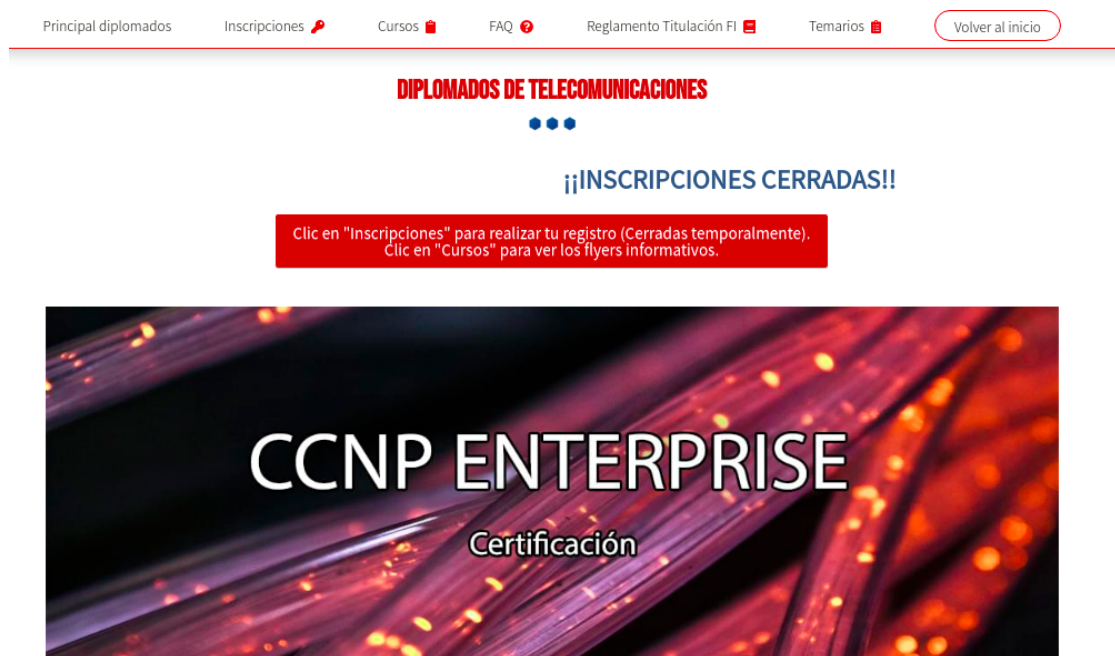 Principal diplomados Inscripciones Cursos FAQ Reglamento Titulación FI Temarios Volver al inicio
DIPLOMADOS DE TELECOMUNICACIONES
¡¡INSCRIPCIONES CERRADAS!!
Clic en "Inscripciones" para realizar tu registro (Cerradas temporalmente).
Clic en "Cursos" para ver los flyers informativos.
CCNP ENTERPRISE
Certificación